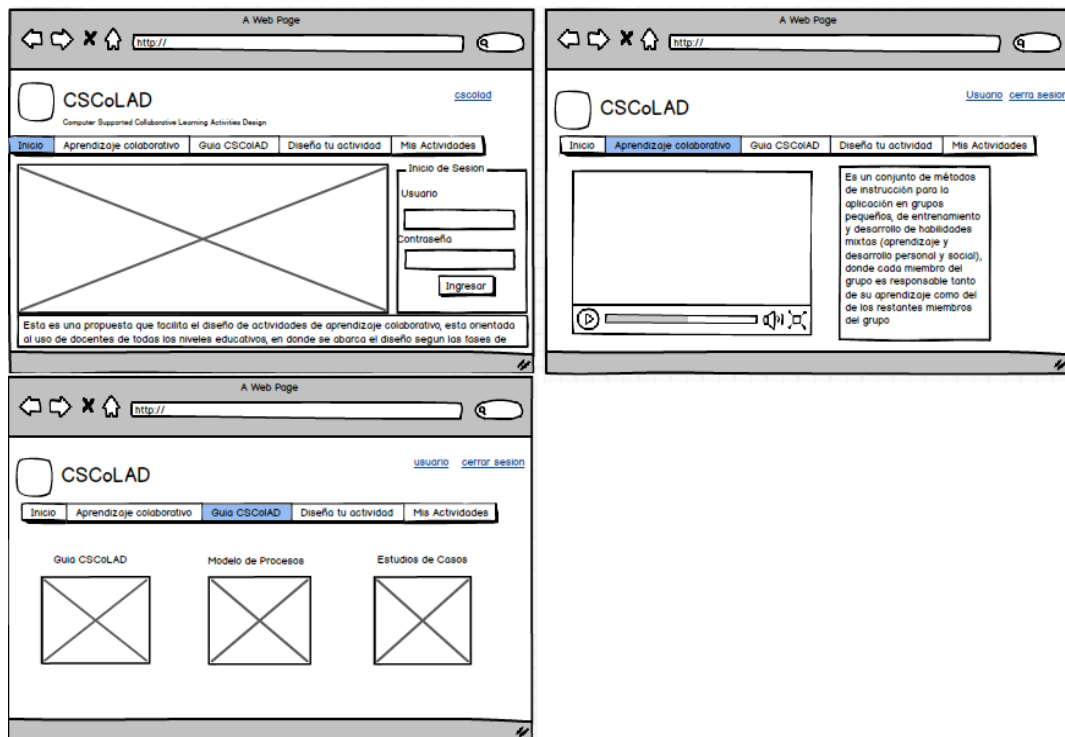 A Web Page
http://
CSCoLAD
cscolad
Computer Supported Collaborative Learning Activities Design
Inicio Aprendizaje colaborativo Guia CSColAD Diseña tu actividad Mis Actividades
Inicio de Sesion
Usuario
Contraseña
Ingresar
Esta es una propuesta que facilita el diseño de actividades de aprendizaje colaborativo, esta orientada
al uso de docentes de todas los niveles educativos, en donde se abarca el diseño segun las fases de
A Web Page
http://
Usuario cerra sesion
CSCoLAD
Inicio Aprendizaje colaborativo Guia CSColAD Diseña tu actividad Mis Actividades
Es un conjunto de métodos
de instrucción para la
aplicación en grupos
pequeños, de entrenamiento
y desarrollo de habilidades
mixtas (aprendizaje y
desarrollo personal y social),
donde cada miembro del
grupo es responsable tanto
de su aprendizaje como del
de los restantes miembros
del grupo
A Web Page
http://
usuario cerrar sesion
CSCoLAD
Inicio Aprendizaje colaborativo Guia CSColAD Diseña tu actividad Mis Actividades
Guia CSCoLAD Modelo de Procesos Estudios de Casos